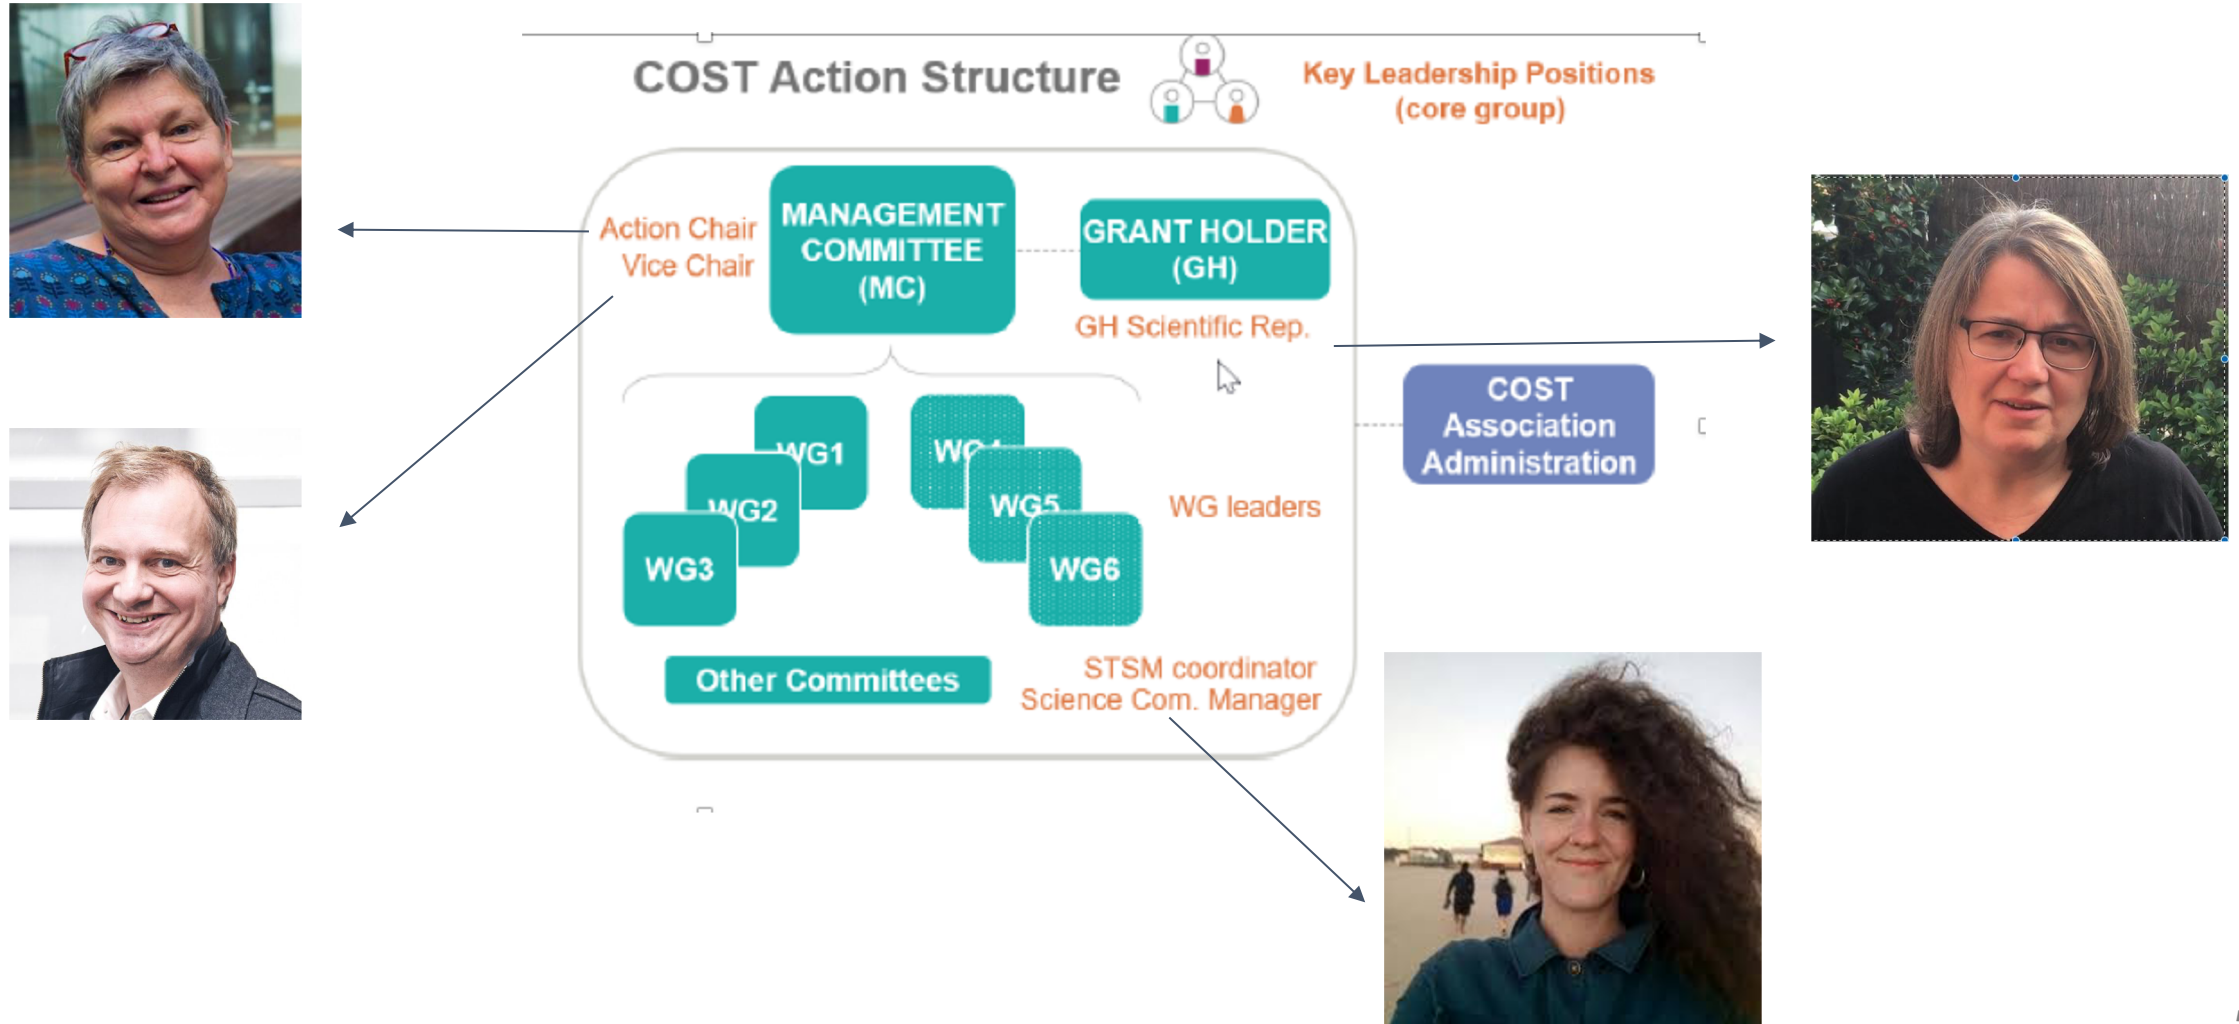 COST Action Structure
Key Leadership Positions
(core group)
Action Chair
Vice Chair
MANAGEMENT
COMMITTEE
(MC)
GRANT HOLDER
(GH)
GH Scientific Rep.
COST
Association
Administration
WG1
WG2
WG3
WG4
WG5
WG6
WG leaders
Other Committees
STSM coordinator
Science Com. Manager